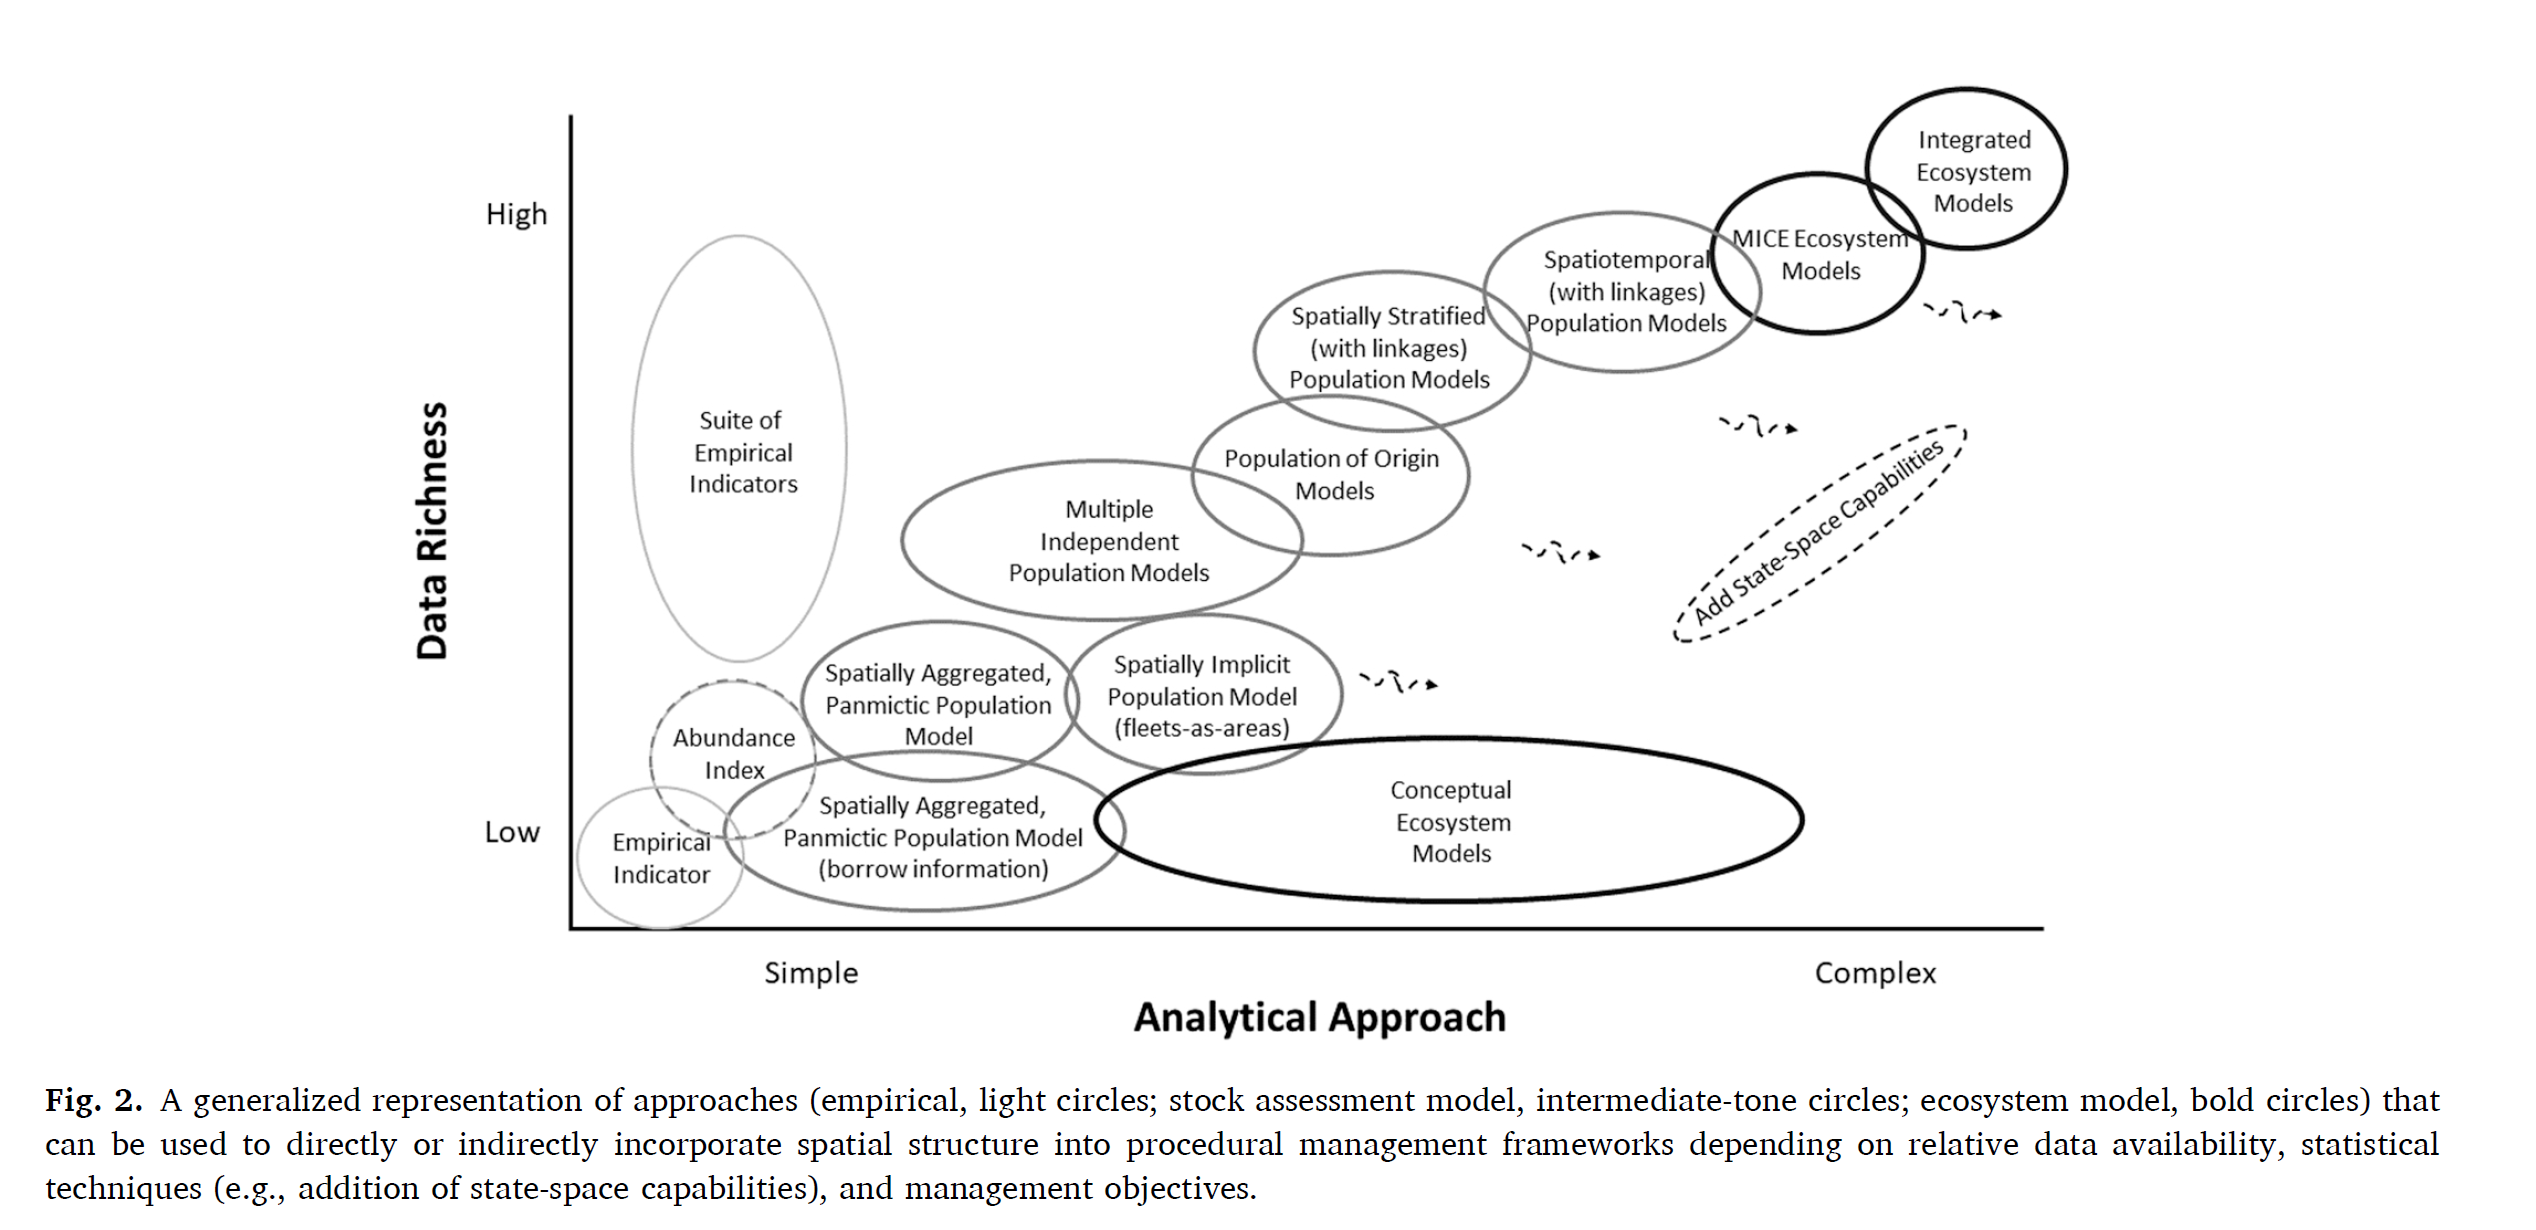 Integrated
Ecosystem
Models
High
MICE Ecosystem
Models
Spatiotemporal
(with linkages)
Population Models
Spatially Stratified
(with linkages)
Population Models
Suite of
Empirical
Indicators
Population of Origin
Models
Add State-Space Capabilities
Multiple
Independent
Population Models
Data Richness
Spatially Aggregated,
Panmictic Population
Model
Spatially Implicit
Population Model
(fleets-as-areas)
Abundance
Index
Conceptual
Ecosystem
Models
Low
Spatially Aggregated,
Panmictic Population Model
(borrow information)
Empirical
Indicator
Simple
Complex
Analytical Approach
Fig. 2. A generalized representation of approaches (empirical, light circles; stock assessment model, intermediate-tone circles; ecosystem model, bold circles) that
can be used to directly or indirectly incorporate spatial structure into procedural management frameworks depending on relative data availability, statistical
techniques (e.g., addition of state-space capabilities), and management objectives.